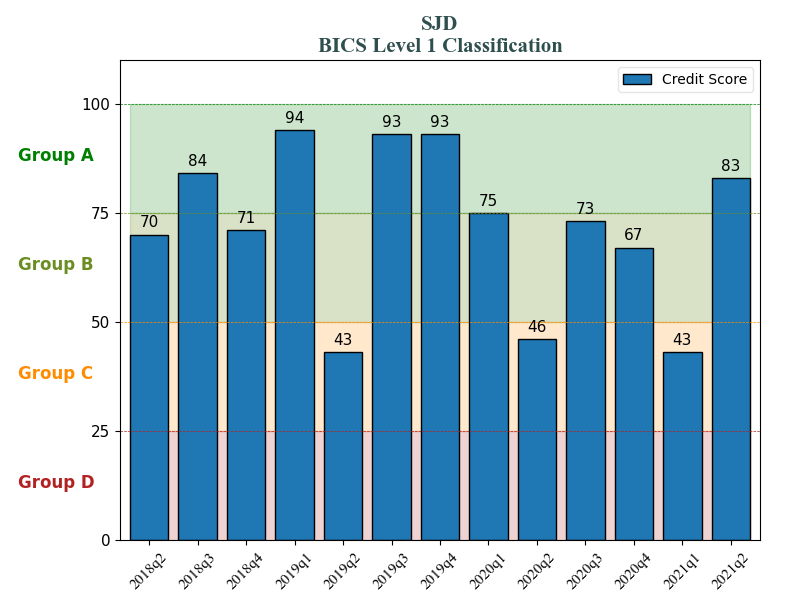 SJD
BICS Level 1 Classification
Credit Score
100
75
50
25
0
Group A
Group B
Group C
Group D
70
84
71
94
43
93
93
75
46
73
67
43
83
2018q2
2018q3
2018q4
2019q1
2019q2
2019q3
2019q4
2020q1
2020q2
2020q3
2020q4
2021q1
2021q2